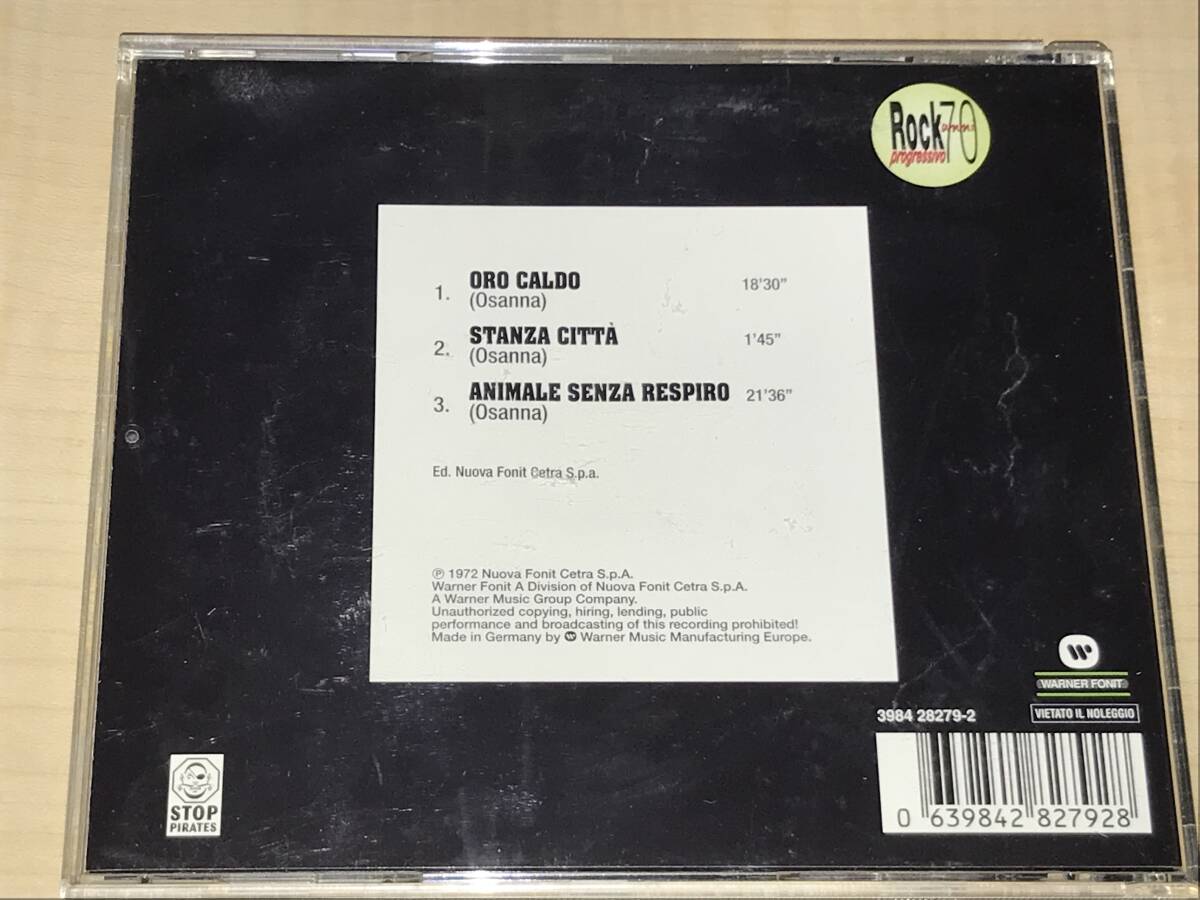 Rock anni 70
progressivo
1. ORO CALDO 18'30"
(Osanna)
2. STANZA CITTÀ 1'45"
(Osanna)
3. ANIMALE SENZA RESPIRO 21'36"
(Osanna)
Ed. Nuova Fonit Cetra S.p.a.
℗ 1972 Nuova Fonit Cetra S.p.A.
Warner Fonit A Division of Nuova Fonit Cetra S.p.A.
A Warner Music Group Company.
Unauthorized copying, hiring, lending, public
performance and broadcasting of this recording prohibited!
Made in Germany by Warner Music Manufacturing Europe.
WARNER FONIT
3984 28279-2
VIETATO IL NOLEGGIO
STOP
PIRATES
0 639842 827928